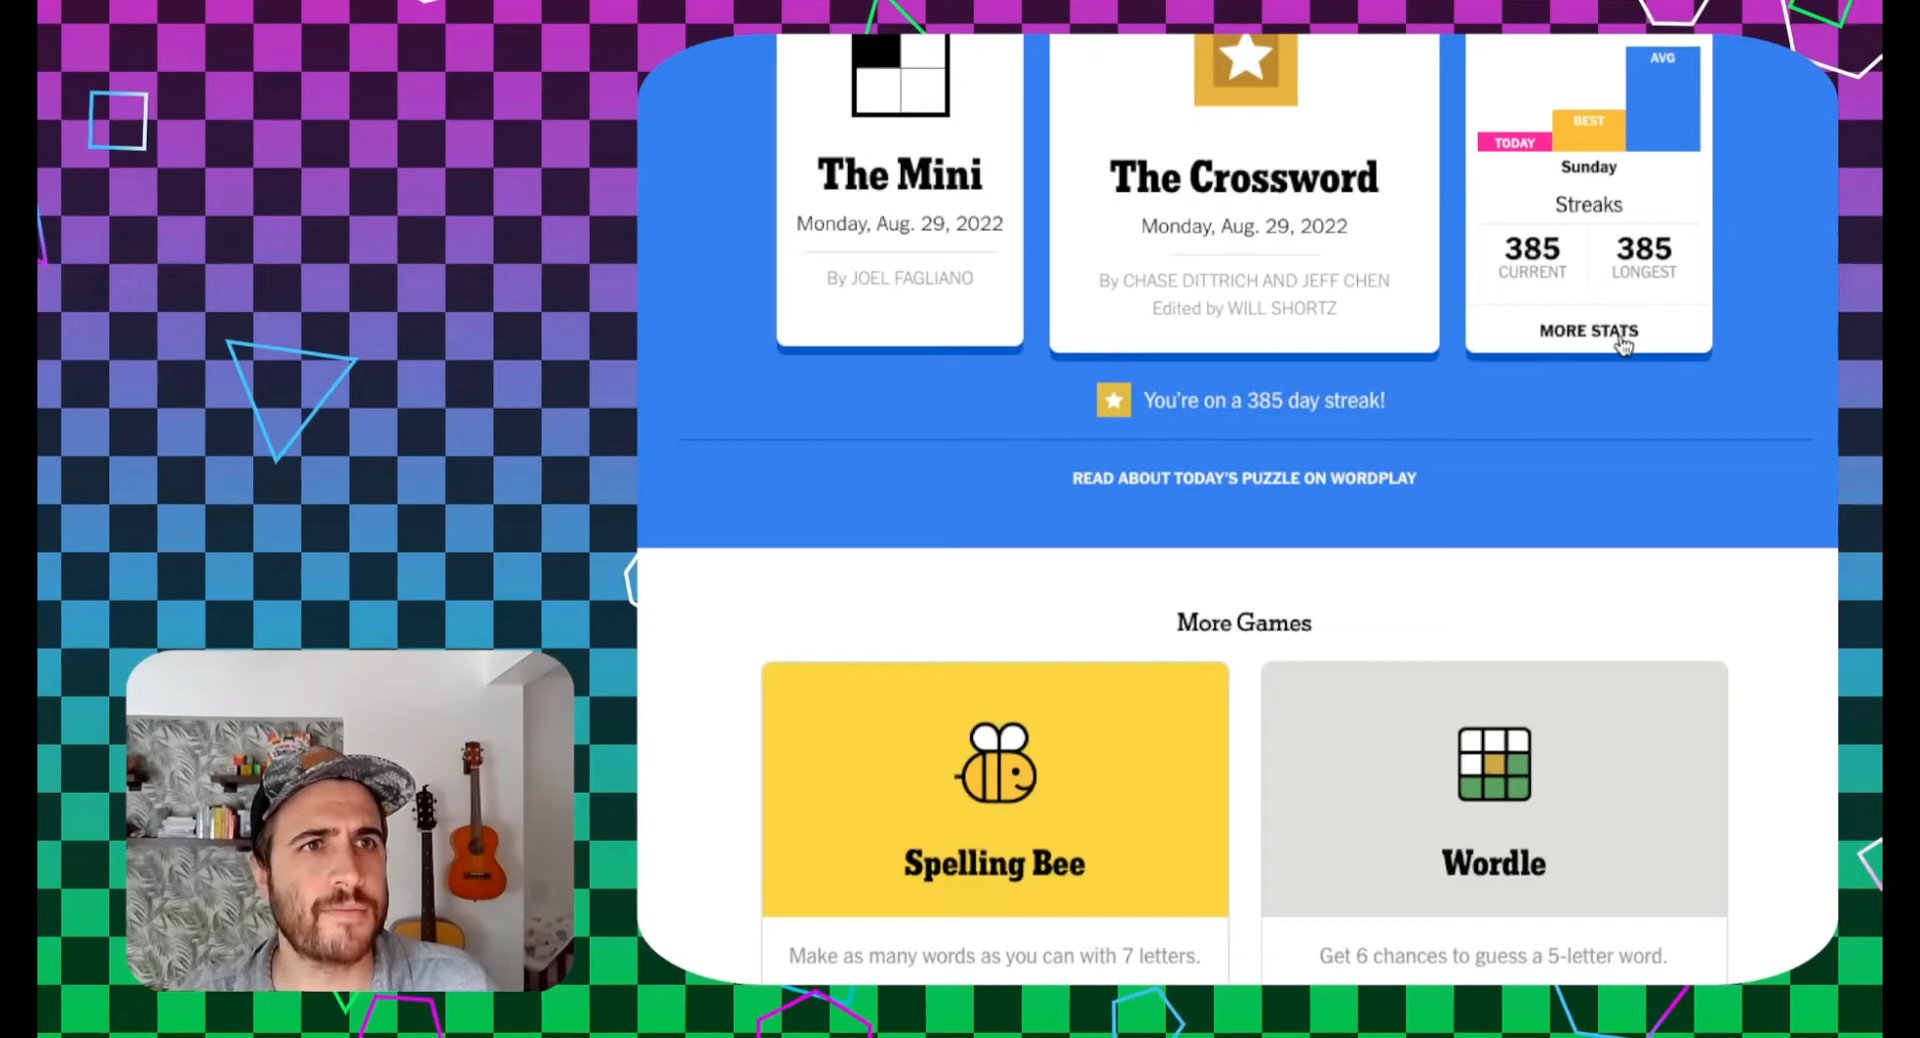 The Mini
Monday, Aug. 29, 2022
By JOEL FAGLIANO
The Crossword
Monday, Aug. 29, 2022
By CHASE DITTRICH AND JEFF CHEN
Edited by WILL SHORTZ
AVG
BEST
TODAY
Sunday
Streaks
385
CURRENT
385
LONGEST
MORE STATS
You're on a 385 day streak!
READ ABOUT TODAY'S PUZZLE ON WORDPLAY
More Games
Spelling Bee
Make as many words as you can with 7 letters.
Wordle
Get 6 chances to guess a 5-letter word.